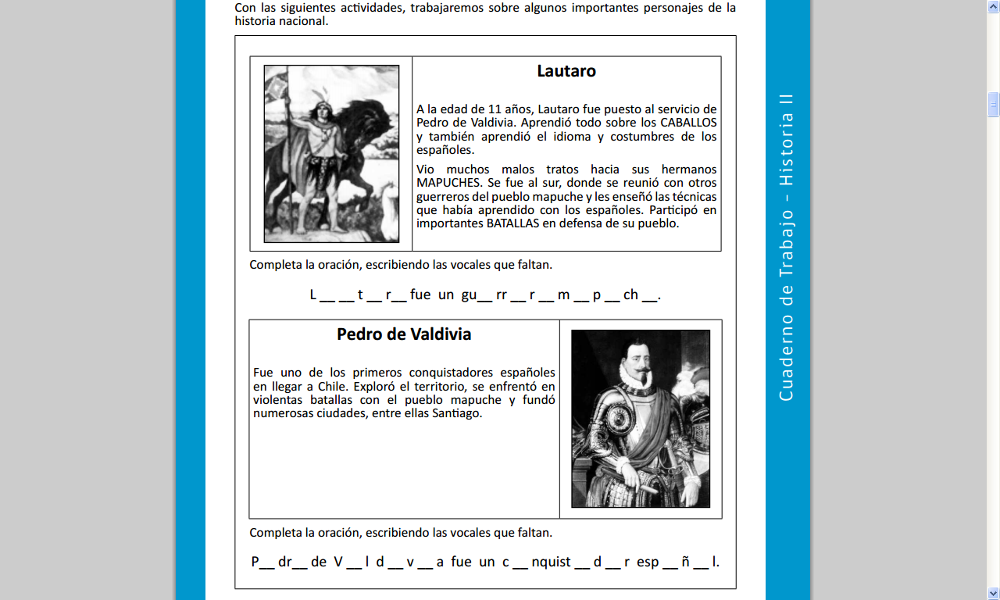 Con las siguientes actividades, trabajaremos sobre algunos importantes personajes de la
historia nacional.
Lautaro
A la edad de 11 años, Lautaro fue puesto al servicio de
Pedro de Valdivia. Aprendió todo sobre los CABALLOS
y también aprendió el idioma y costumbres de los
españoles.
Vio muchos malos tratos hacia sus hermanos
MAPUCHES. Se fue al sur, donde se reunió con otros
guerreros del pueblo mapuche y les enseñó las técnicas
que había aprendido con los españoles. Participó en
importantes BATALLAS en defensa de su pueblo.
Completa la oración, escribiendo las vocales que faltan.
L __ __ t __ r__ fue un gu__ rr __ r __ m __ p __ ch __.
Pedro de Valdivia
Fue uno de los primeros conquistadores españoles
en llegar a Chile. Exploró el territorio, se enfrentó en
violentas batallas con el pueblo mapuche y fundó
numerosas ciudades, entre ellas Santiago.
Completa la oración, escribiendo las vocales que faltan.
P__ dr__ de V __ l d __ v __ a fue un c __ nquist __ d __ r esp __ ñ __ l.
Cuaderno de Trabajo – Historia II